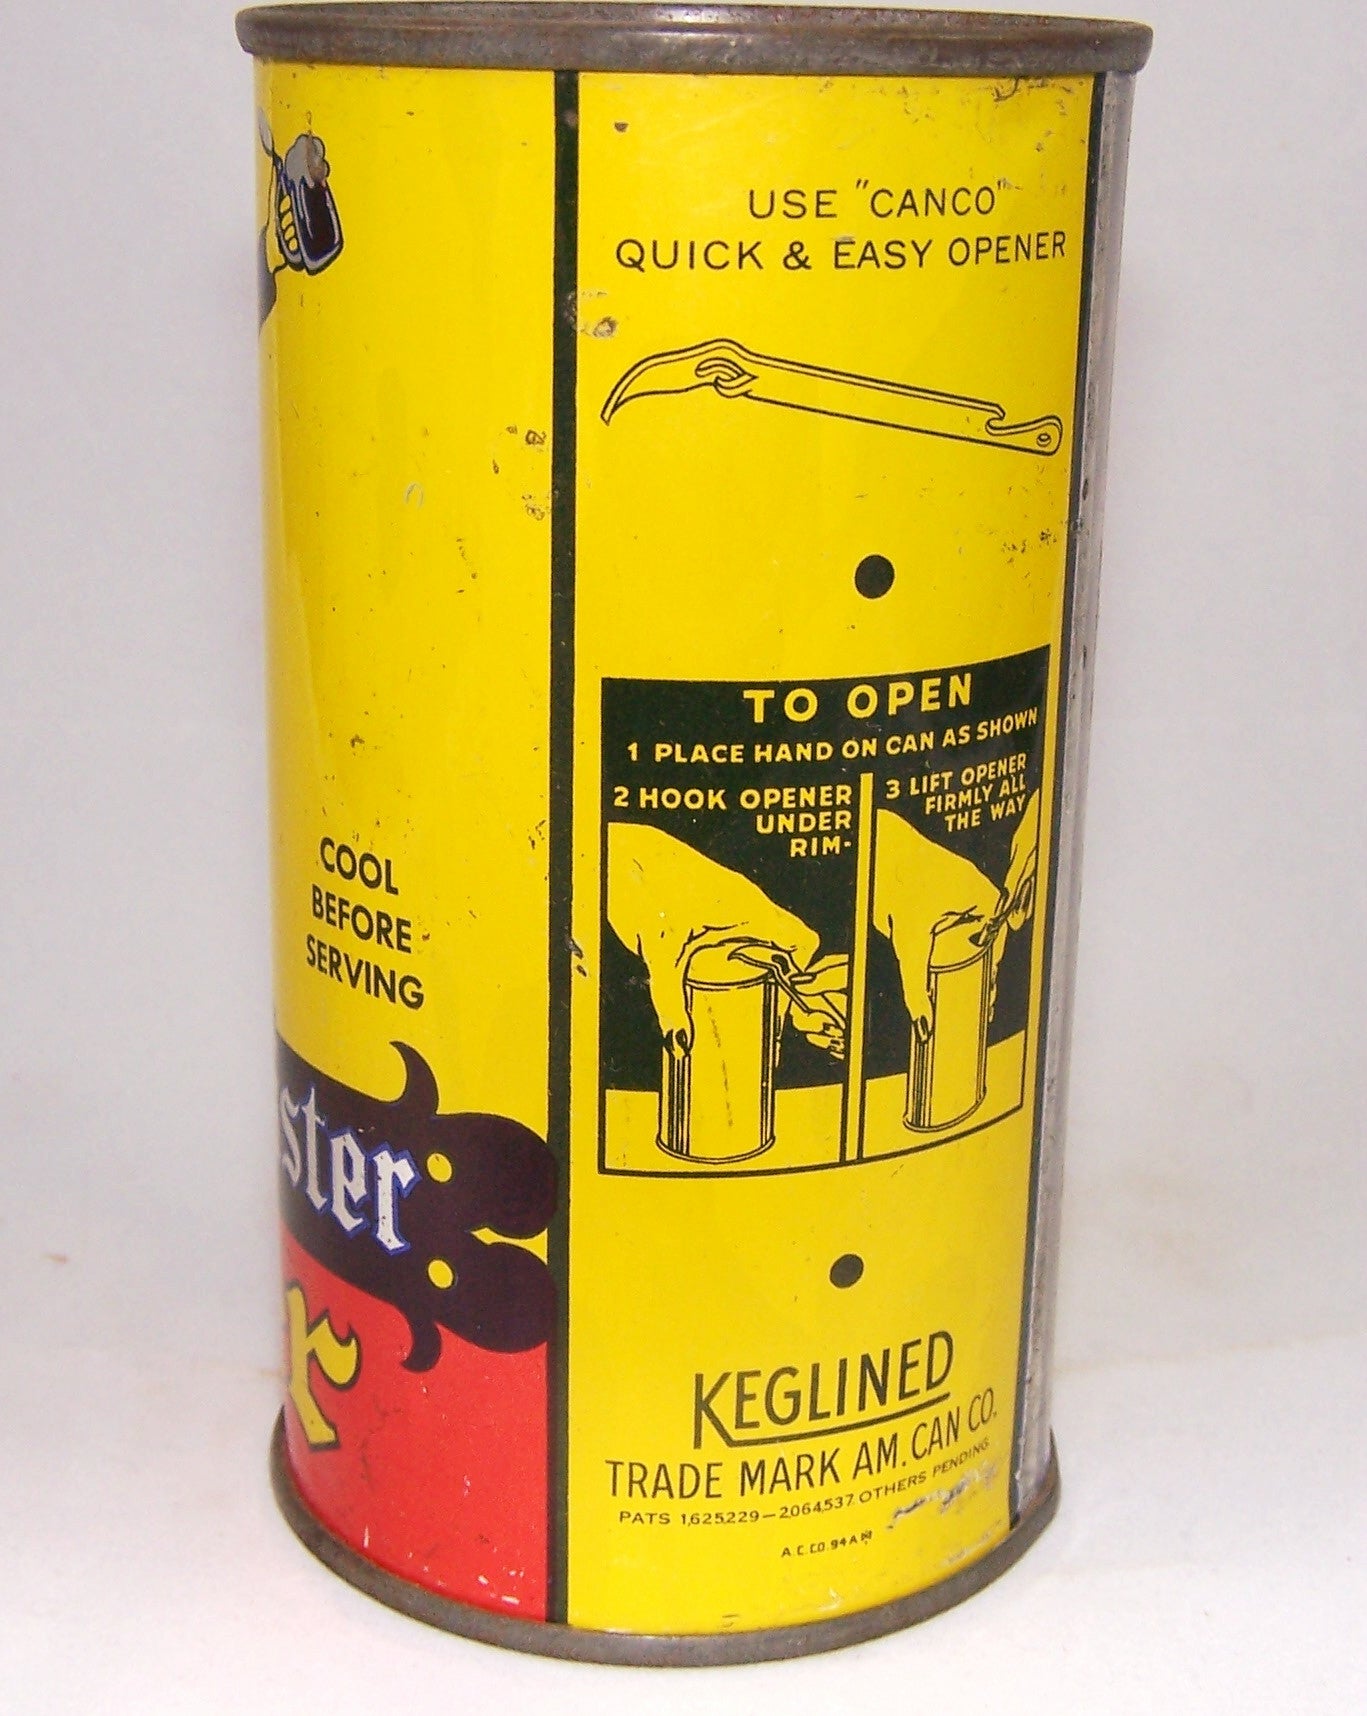 COOL
BEFORE
SERVING
ster
r
USE "CANCO"
QUICK & EASY OPENER
TO OPEN
1 PLACE HAND ON CAN AS SHOWN
2 HOOK OPENER
UNDER
RIM-
3 LIFT OPENER
FIRMLY ALL
THE WAY
KEGLINED
TRADE MARK AM. CAN CO.
PATS 1,625,229-2,064,537 OTHERS PENDING
A.C.CO. 94A